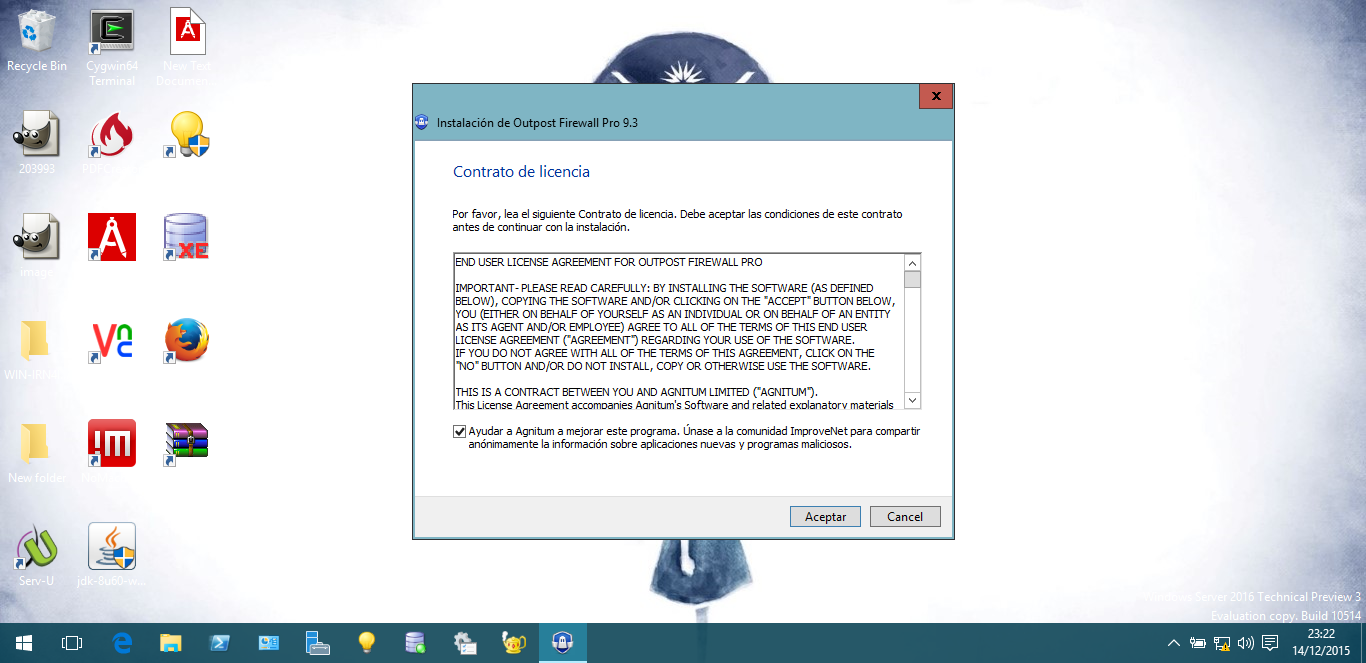 Recycle Bin
Cygwin64
Terminal
New Text
Documen...
203993
images
XE
WIN-iRN
New folder
Serv-U
jdk-8u60-w...
Instalación de Outpost Firewall Pro 9.3
Contrato de licencia
Por favor, lea el siguiente Contrato de licencia. Debe aceptar las condiciones de este contrato
antes de continuar con la instalación.
END USER LICENSE AGREEMENT FOR OUTPOST FIREWALL PRO
IMPORTANT- PLEASE READ CAREFULLY: BY INSTALLING THE SOFTWARE (AS DEFINED
BELOW), COPYING THE SOFTWARE AND/OR CLICKING ON THE "ACCEPT" BUTTON BELOW,
YOU (EITHER ON BEHALF OF YOURSELF AS AN INDIVIDUAL OR ON BEHALF OF AN ENTITY
AS ITS AGENT AND/OR EMPLOYEE) AGREE TO ALL OF THE TERMS OF THIS END USER
LICENSE AGREEMENT ("AGREEMENT") REGARDING YOUR USE OF THE SOFTWARE.
IF YOU DO NOT AGREE WITH ALL OF THE TERMS OF THIS AGREEMENT, CLICK ON THE
"NO" BUTTON AND/OR DO NOT INSTALL, COPY OR OTHERWISE USE THE SOFTWARE.
THIS IS A CONTRACT BETWEEN YOU AND AGNITUM LIMITED ("AGNITUM").
This License Agreement accompanies Agnitum's Software and related explanatory materials
Ayudar a Agnitum a mejorar este programa. Únase a la comunidad ImproveNet para compartir
anónimamente la información sobre aplicaciones nuevas y programas maliciosos.
Aceptar
Cancel
Windows Server 2016 Technical Preview 3
Evaluation copy. Build 10514
23:22
14/12/2015